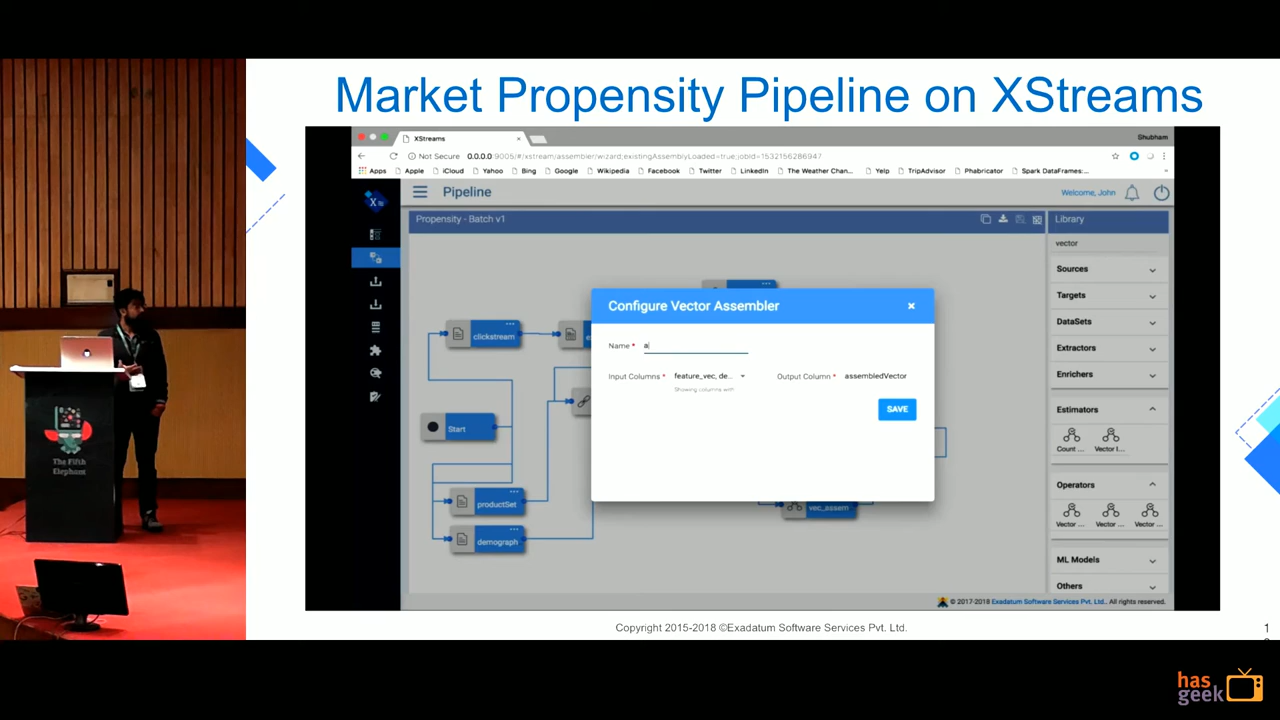 Market Propensity Pipeline on XStreams
XStreams
Shubham
Not Secure 0.0.0.0:9005/#/xstream/assembler/wizard;existingAssemblyLoaded=true;jobId=1532156286947
Apps Apple iCloud Yahoo Bing Google Wikipedia Facebook Twitter LinkedIn The Weather Chan... Yelp TripAdvisor Phabricator Spark DataFrames:...
X
Pipeline
Welcome, John
Propensity - Batch v1
Library
vector
Sources
Targets
DataSets
Extractors
Enrichers
Estimators
Count ... Vector I...
Operators
Vector ... Vector ... Vector ...
ML Models
Others
clickstream
Start
productSet
demograph
vec_assem
Configure Vector Assembler
Name * a
Input Columns * feature_vec, de...
Output Column * assembledVector
Showing columns with
SAVE
© 2017-2018 Exadatum Software Services Pvt. Ltd.. All rights reserved.
Copyright 2015-2018 ©Exadatum Software Services Pvt. Ltd.
The Fifth
Elephant
has
geek